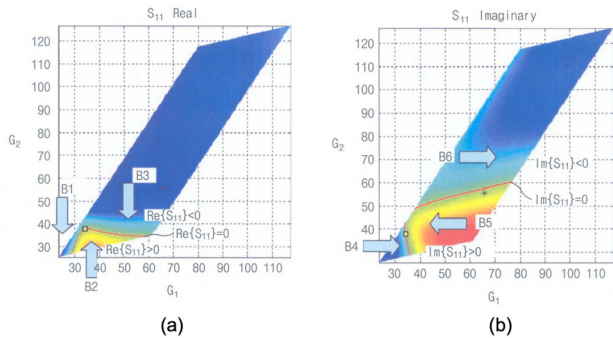 S11 Real
120
110
100
90
80
70
60
50
40
30
G2
B1
B3
Re{S11}<0
Re{S11}=0
Re{S11}>0
B2
30 40 50 60 70 80 90 100 110
G1
(a)
S11 Imaginary
120
110
100
90
80
70
60
50
40
30
G2
B6
Im{S11}<0
Im{S11}=0
B5
B4
Im{S11}>0
30 40 50 60 70 80 90 100 110
G1
(b)